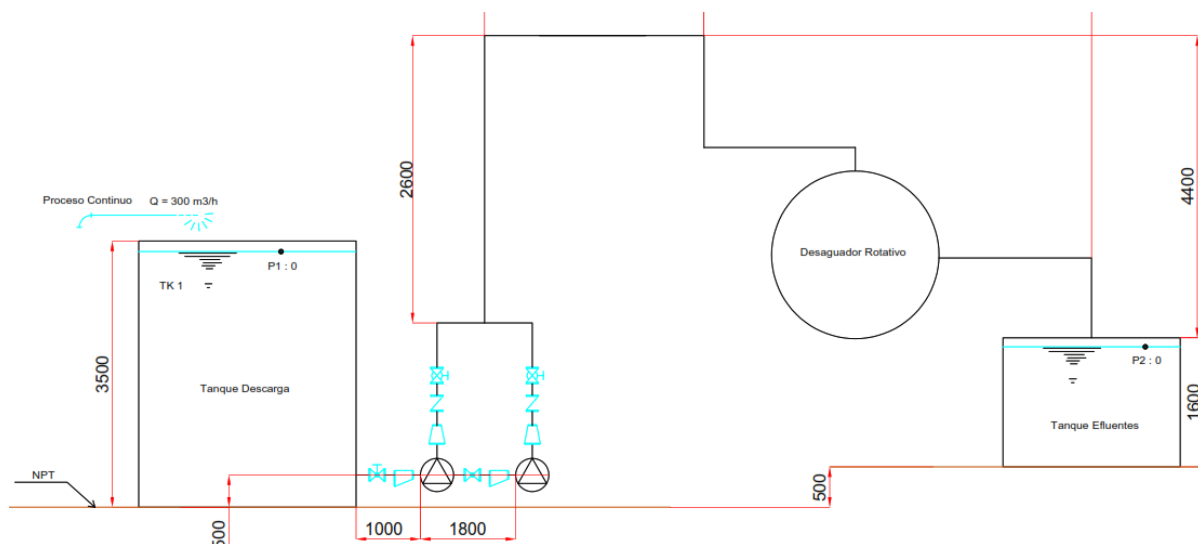 Proceso Continuo Q = 300 m3/h
P1 : 0
TK 1
Tanque Descarga
3500
NPT
1000
1800
2600
Desaguador Rotativo
4400
P2 : 0
Tanque Efluentes
1600
500